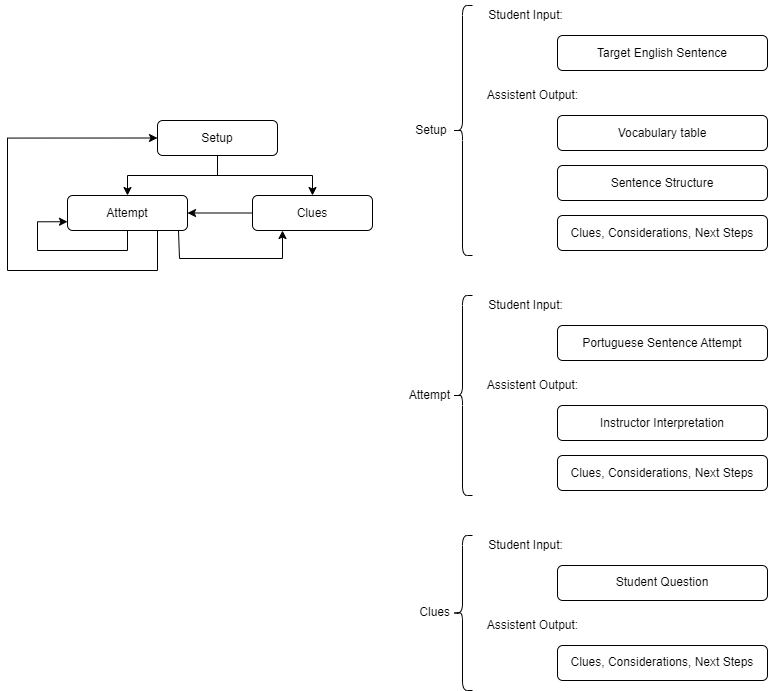 Setup
Attempt
Clues
Setup
Student Input:
Target English Sentence
Assistent Output:
Vocabulary table
Sentence Structure
Clues, Considerations, Next Steps
Attempt
Student Input:
Portuguese Sentence Attempt
Assistent Output:
Instructor Interpretation
Clues, Considerations, Next Steps
Clues
Student Input:
Student Question
Assistent Output:
Clues, Considerations, Next Steps